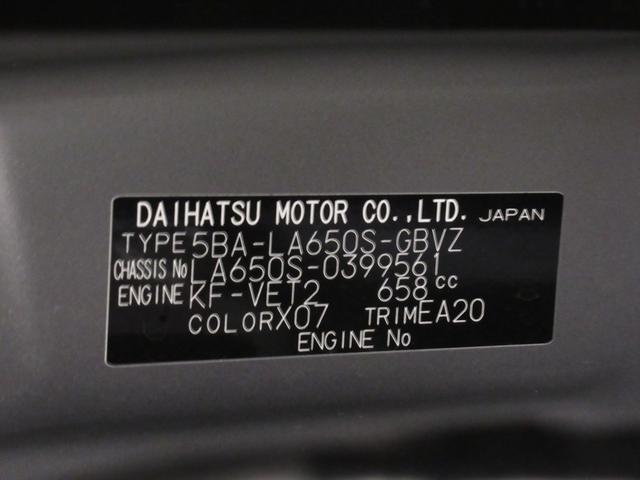 DAIHATSU MOTOR CO.,LTD. JAPAN
TYPE 5BA-LA650S-GBVZ
CHASSIS No LA650S-0399561
ENGINE KF-VET2 658cc
COLOR X07 TRIM EA20
ENGINE No